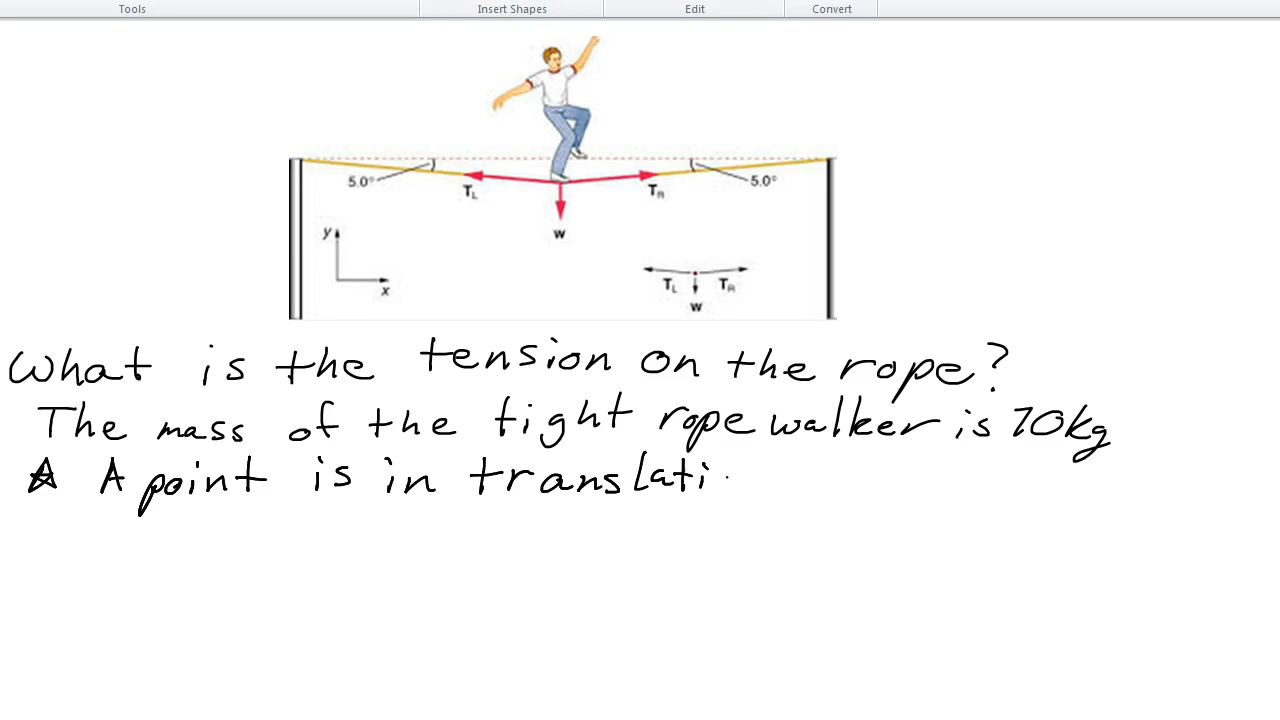 Tools Insert Shapes Edit Convert
5.0° 5.0°
T_L T_R
w
y
x
T_L T_R
w
What is the tension on the rope?
The mass of the tight rope walker is 70kg
A point is in translati